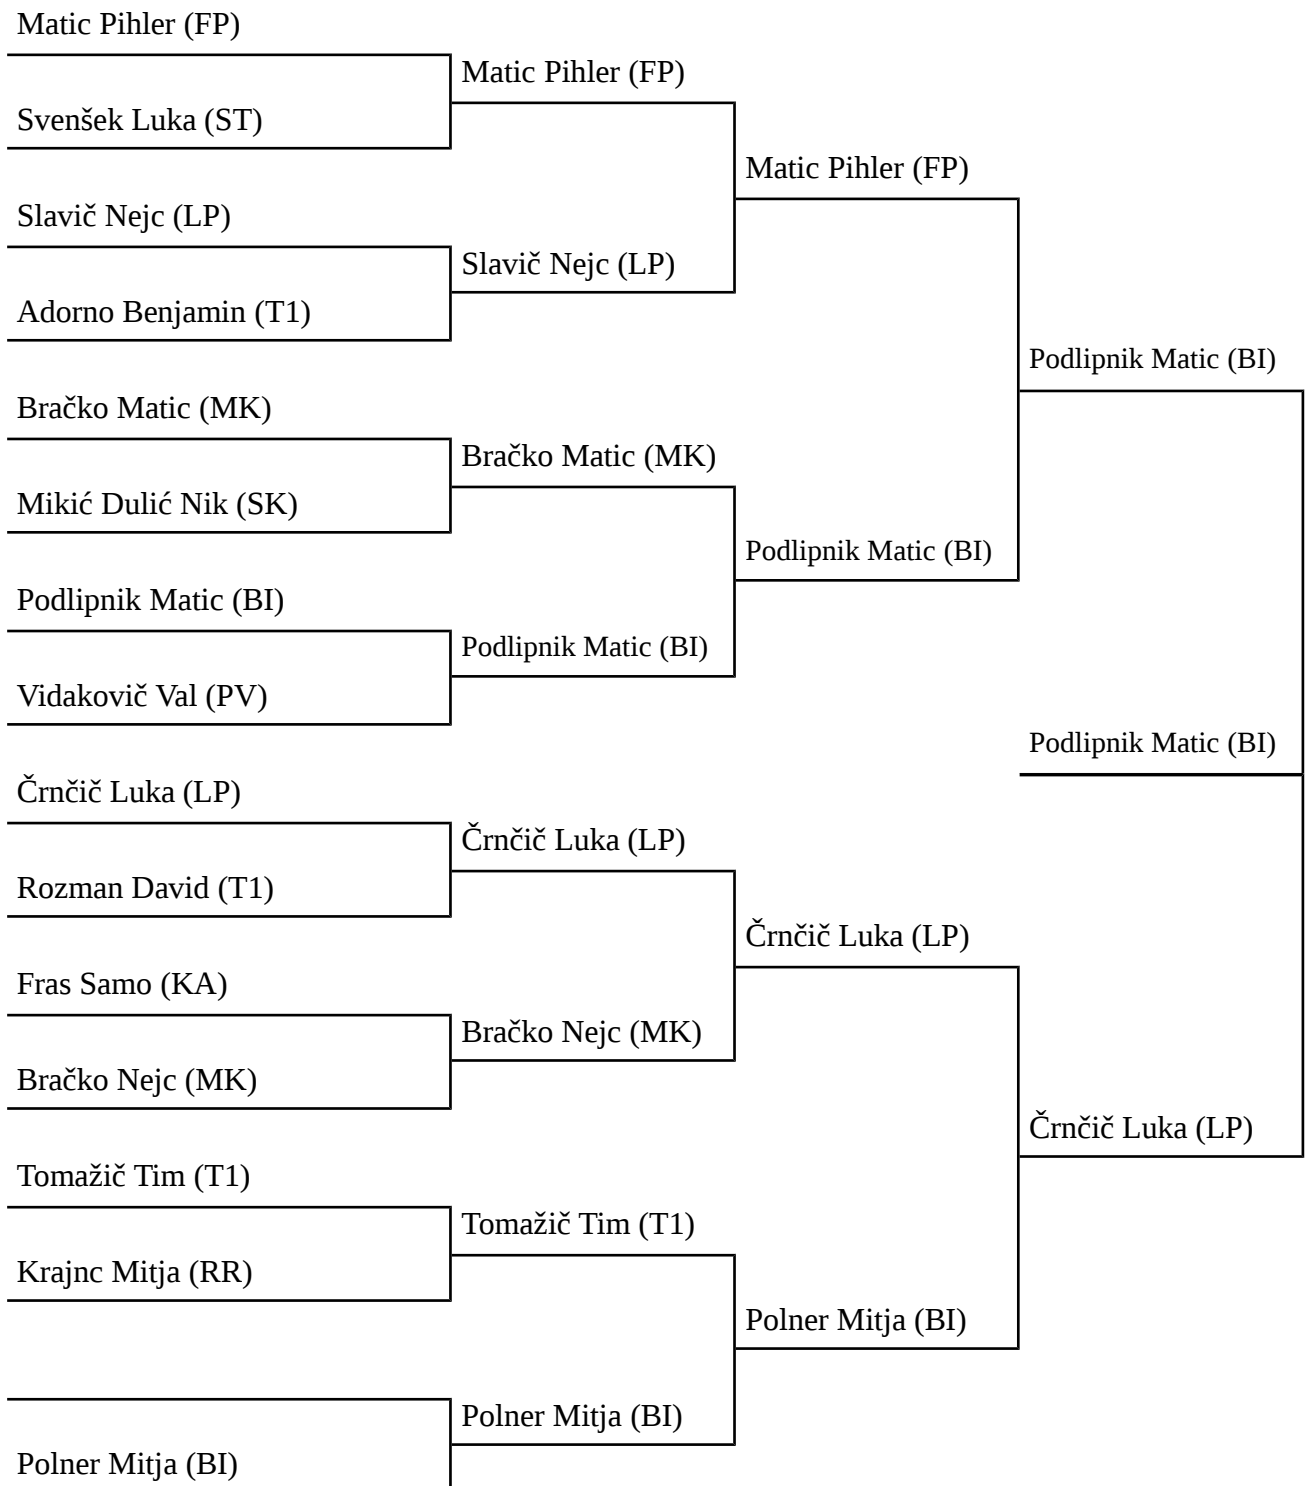 Matic Pihler (FP)
Matic Pihler (FP)
Svenšek Luka (ST)
Matic Pihler (FP)
Slavič Nejc (LP)
Slavič Nejc (LP)
Adorno Benjamin (T1)
Podlipnik Matic (BI)
Bračko Matic (MK)
Bračko Matic (MK)
Mikić Dulić Nik (SK)
Podlipnik Matic (BI)
Podlipnik Matic (BI)
Podlipnik Matic (BI)
Vidakovič Val (PV)
Podlipnik Matic (BI)
Črnčič Luka (LP)
Črnčič Luka (LP)
Rozman David (T1)
Črnčič Luka (LP)
Fras Samo (KA)
Bračko Nejc (MK)
Bračko Nejc (MK)
Črnčič Luka (LP)
Tomažič Tim (T1)
Tomažič Tim (T1)
Krajnc Mitja (RR)
Polner Mitja (BI)
Polner Mitja (BI)
Polner Mitja (BI)